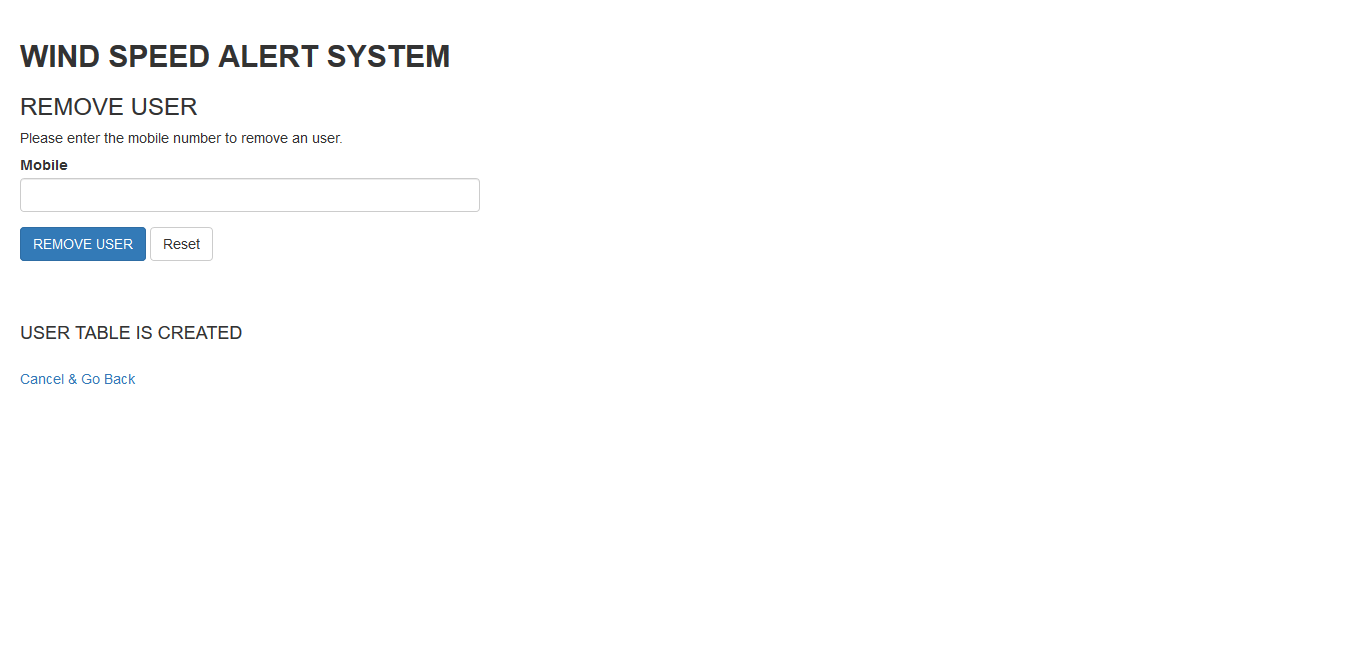 WIND SPEED ALERT SYSTEM
REMOVE USER
Please enter the mobile number to remove an user.
Mobile
REMOVE USER Reset
USER TABLE IS CREATED
Cancel & Go Back